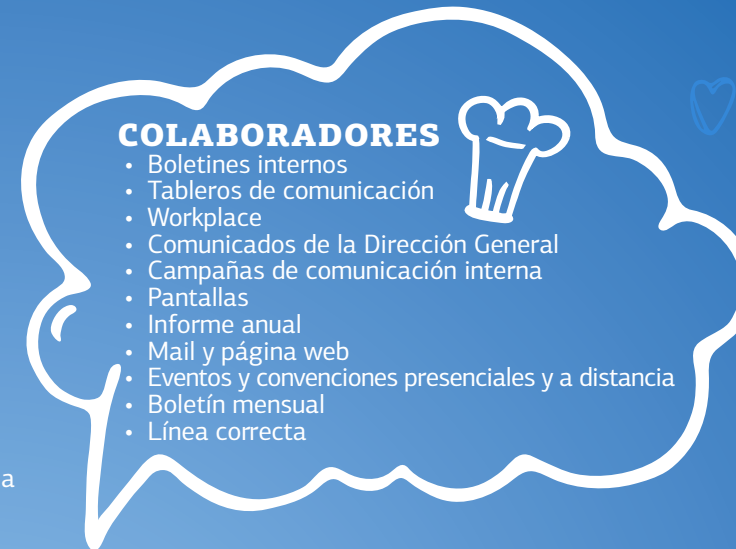 COLABORADORES
• Boletines internos
• Tableros de comunicación
• Workplace
• Comunicados de la Dirección General
• Campañas de comunicación interna
• Pantallas
• Informe anual
• Mail y página web
• Eventos y convenciones presenciales y a distancia
• Boletín mensual
• Línea correcta
a